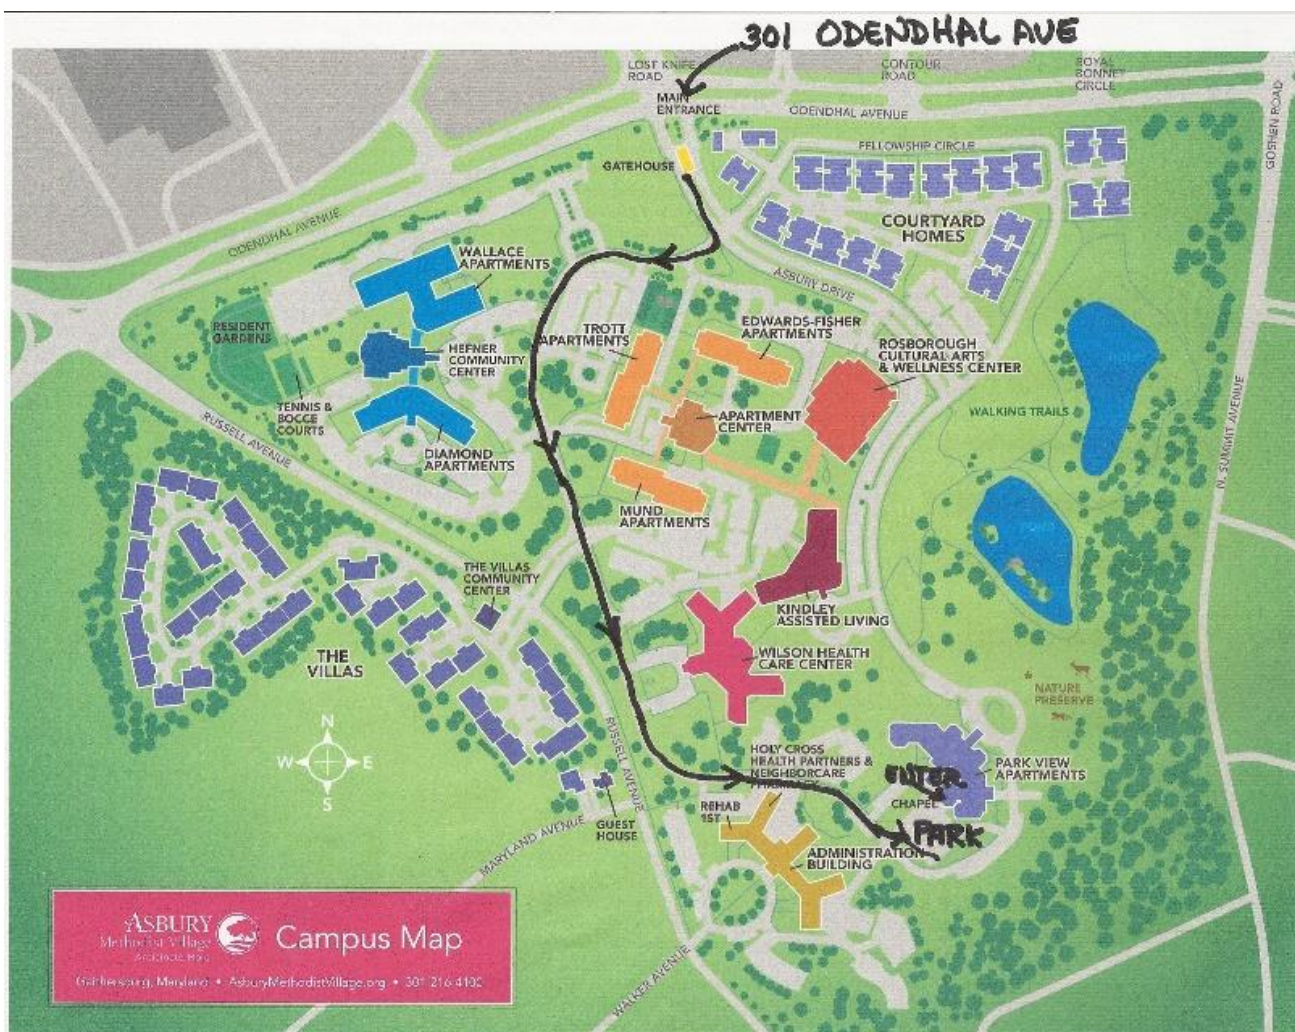 301 ODENDHAL AVE
LOST KNIFE
ROAD
CONTOUR
ROAD
ROYAL
BONNET
CIRCLE
MAIN
ENTRANCE
ODENDHAL AVENUE
GOSHEN ROAD
GATEHOUSE
FELLOWSHIP CIRCLE
COURTYARD
HOMES
ODENDHAL AVENUE
WALLACE
APARTMENTS
ASBURY DRIVE
RESIDENT
GARDENS
TROTT
APARTMENTS
EDWARDS-FISHER
APARTMENTS
HEFNER
COMMUNITY
CENTER
ROSBOROUGH
CULTURAL ARTS
& WELLNESS CENTER
TENNIS &
BOCCE
COURTS
APARTMENT
CENTER
WALKING TRAILS
N. SUMMIT AVENUE
RUSSELL AVENUE
DIAMOND
APARTMENTS
MUND
APARTMENTS
THE VILLAS
COMMUNITY
CENTER
KINDLEY
ASSISTED LIVING
THE
VILLAS
WILSON HEALTH
CARE CENTER
NATURE
PRESERVE
N
W E
S
RUSSELL AVENUE
HOLY CROSS
HEALTH PARTNERS &
NEIGHBORCARE
PHARMACY
PARK VIEW
APARTMENTS
ENTER
CHAPEL
REHAB
1ST
PARK
GUEST
HOUSE
MARYLAND AVENUE
ADMINISTRATION
BUILDING
WALKER AVENUE
ASBURY
Methodist Village
Campus Map
Gaithersburg, Maryland • AsburyMethodistVillage.org • 301 216 4100